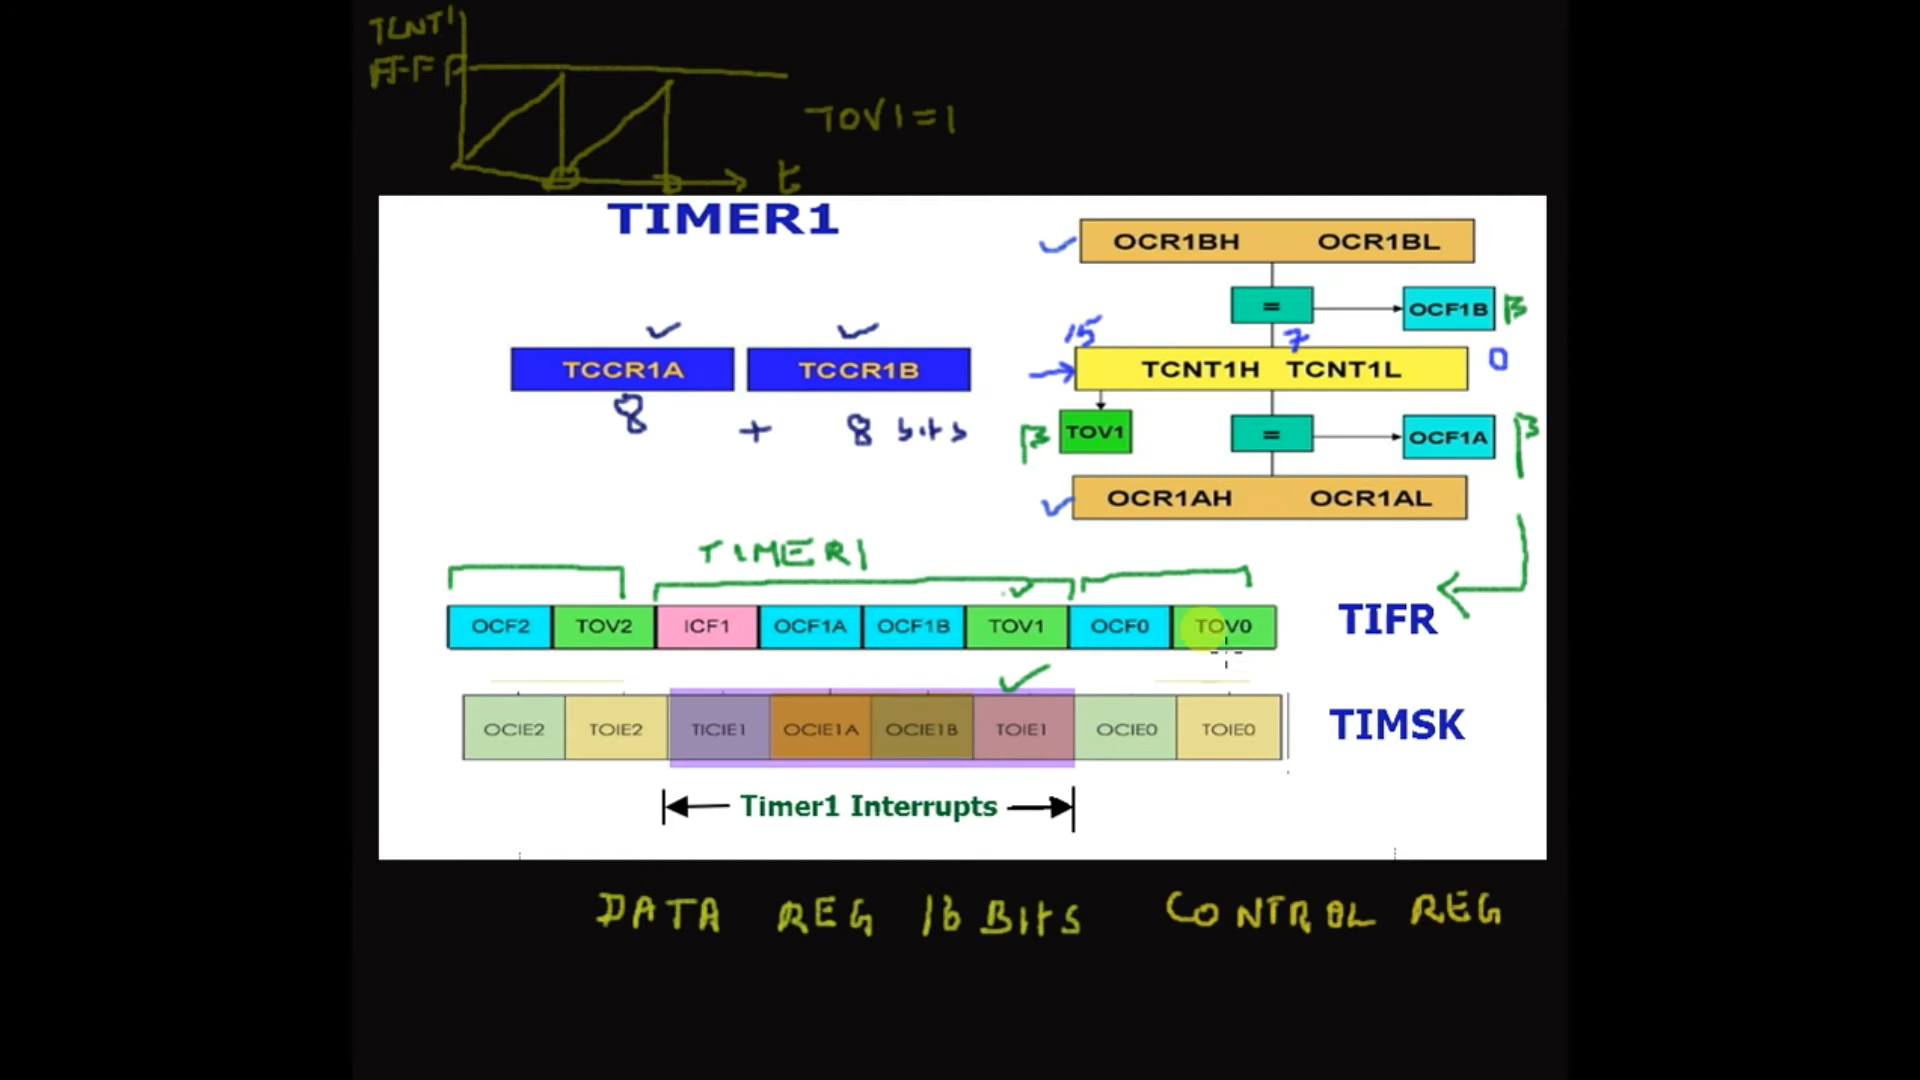 TCNT1
FFFF
TOV1=1
t
TIMER1
OCR1BH OCR1BL
= OCF1B
15 7
TCCR1A TCCR1B TCNT1H TCNT1L 0
8 + 8 bits
TOV1 = OCF1A
OCR1AH OCR1AL
TIMER1
OCF2 TOV2 ICF1 OCF1A OCF1B TOV1 OCF0 TOV0 TIFR
OCIE2 TOIE2 TICIE1 OCIE1A OCIE1B TOIE1 OCIE0 TOIE0 TIMSK
Timer1 Interrupts
DATA REG 16 BITS CONTROL REG